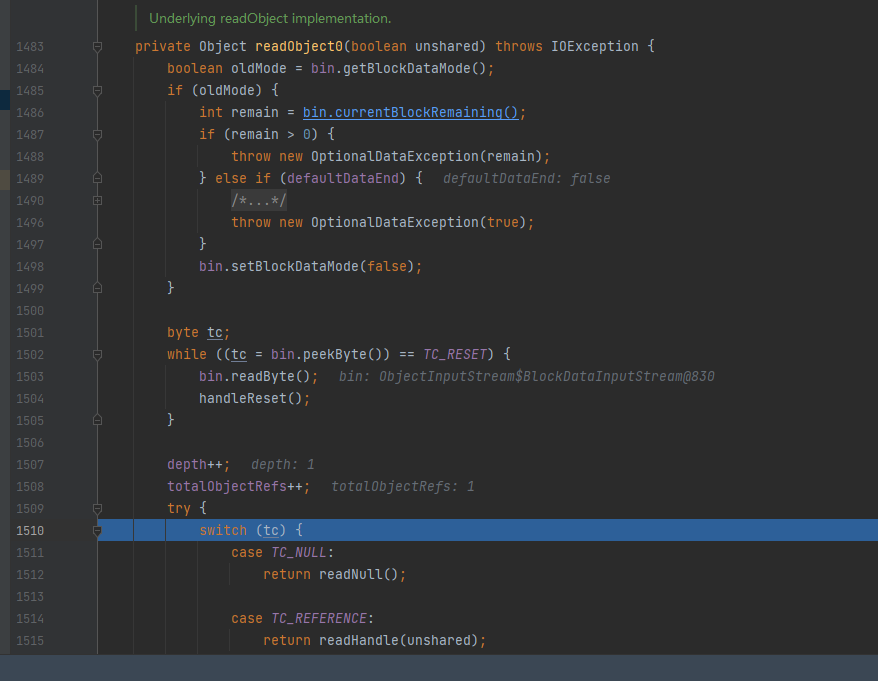 Underlying readObject implementation.
1483 private Object readObject0(boolean unshared) throws IOException {
1484 boolean oldMode = bin.getBlockDataMode();
1485 if (oldMode) {
1486 int remain = bin.currentBlockRemaining();
1487 if (remain > 0) {
1488 throw new OptionalDataException(remain);
1489 } else if (defaultDataEnd) { defaultDataEnd: false
1490 /*...*/
1496 throw new OptionalDataException(true);
1497 }
1498 bin.setBlockDataMode(false);
1499 }
1500
1501 byte tc;
1502 while ((tc = bin.peekByte()) == TC_RESET) {
1503 bin.readByte(); bin: ObjectInputStream$BlockDataInputStream@830
1504 handleReset();
1505 }
1506
1507 depth++; depth: 1
1508 totalObjectRefs++; totalObjectRefs: 1
1509 try {
1510 switch (tc) {
1511 case TC_NULL:
1512 return readNull();
1513
1514 case TC_REFERENCE:
1515 return readHandle(unshared);